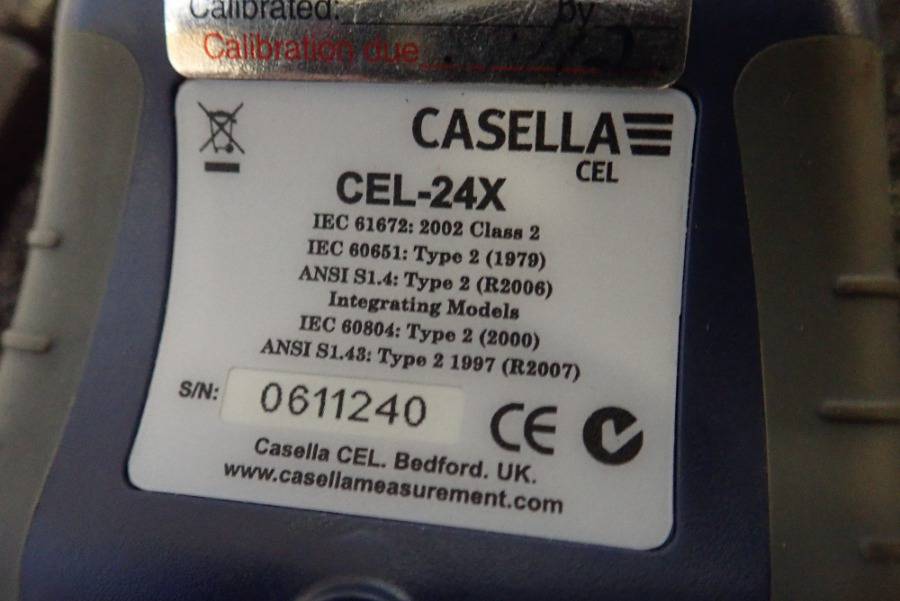 Calibrated: by
Calibration due
CASELLA
CEL
CEL-24X
IEC 61672: 2002 Class 2
IEC 60651: Type 2 (1979)
ANSI S1.4: Type 2 (R2006)
Integrating Models
IEC 60804: Type 2 (2000)
ANSI S1.43: Type 2 1997 (R2007)
S/N: 0611240
CE
Casella CEL. Bedford. UK.
www.casellameasurement.com